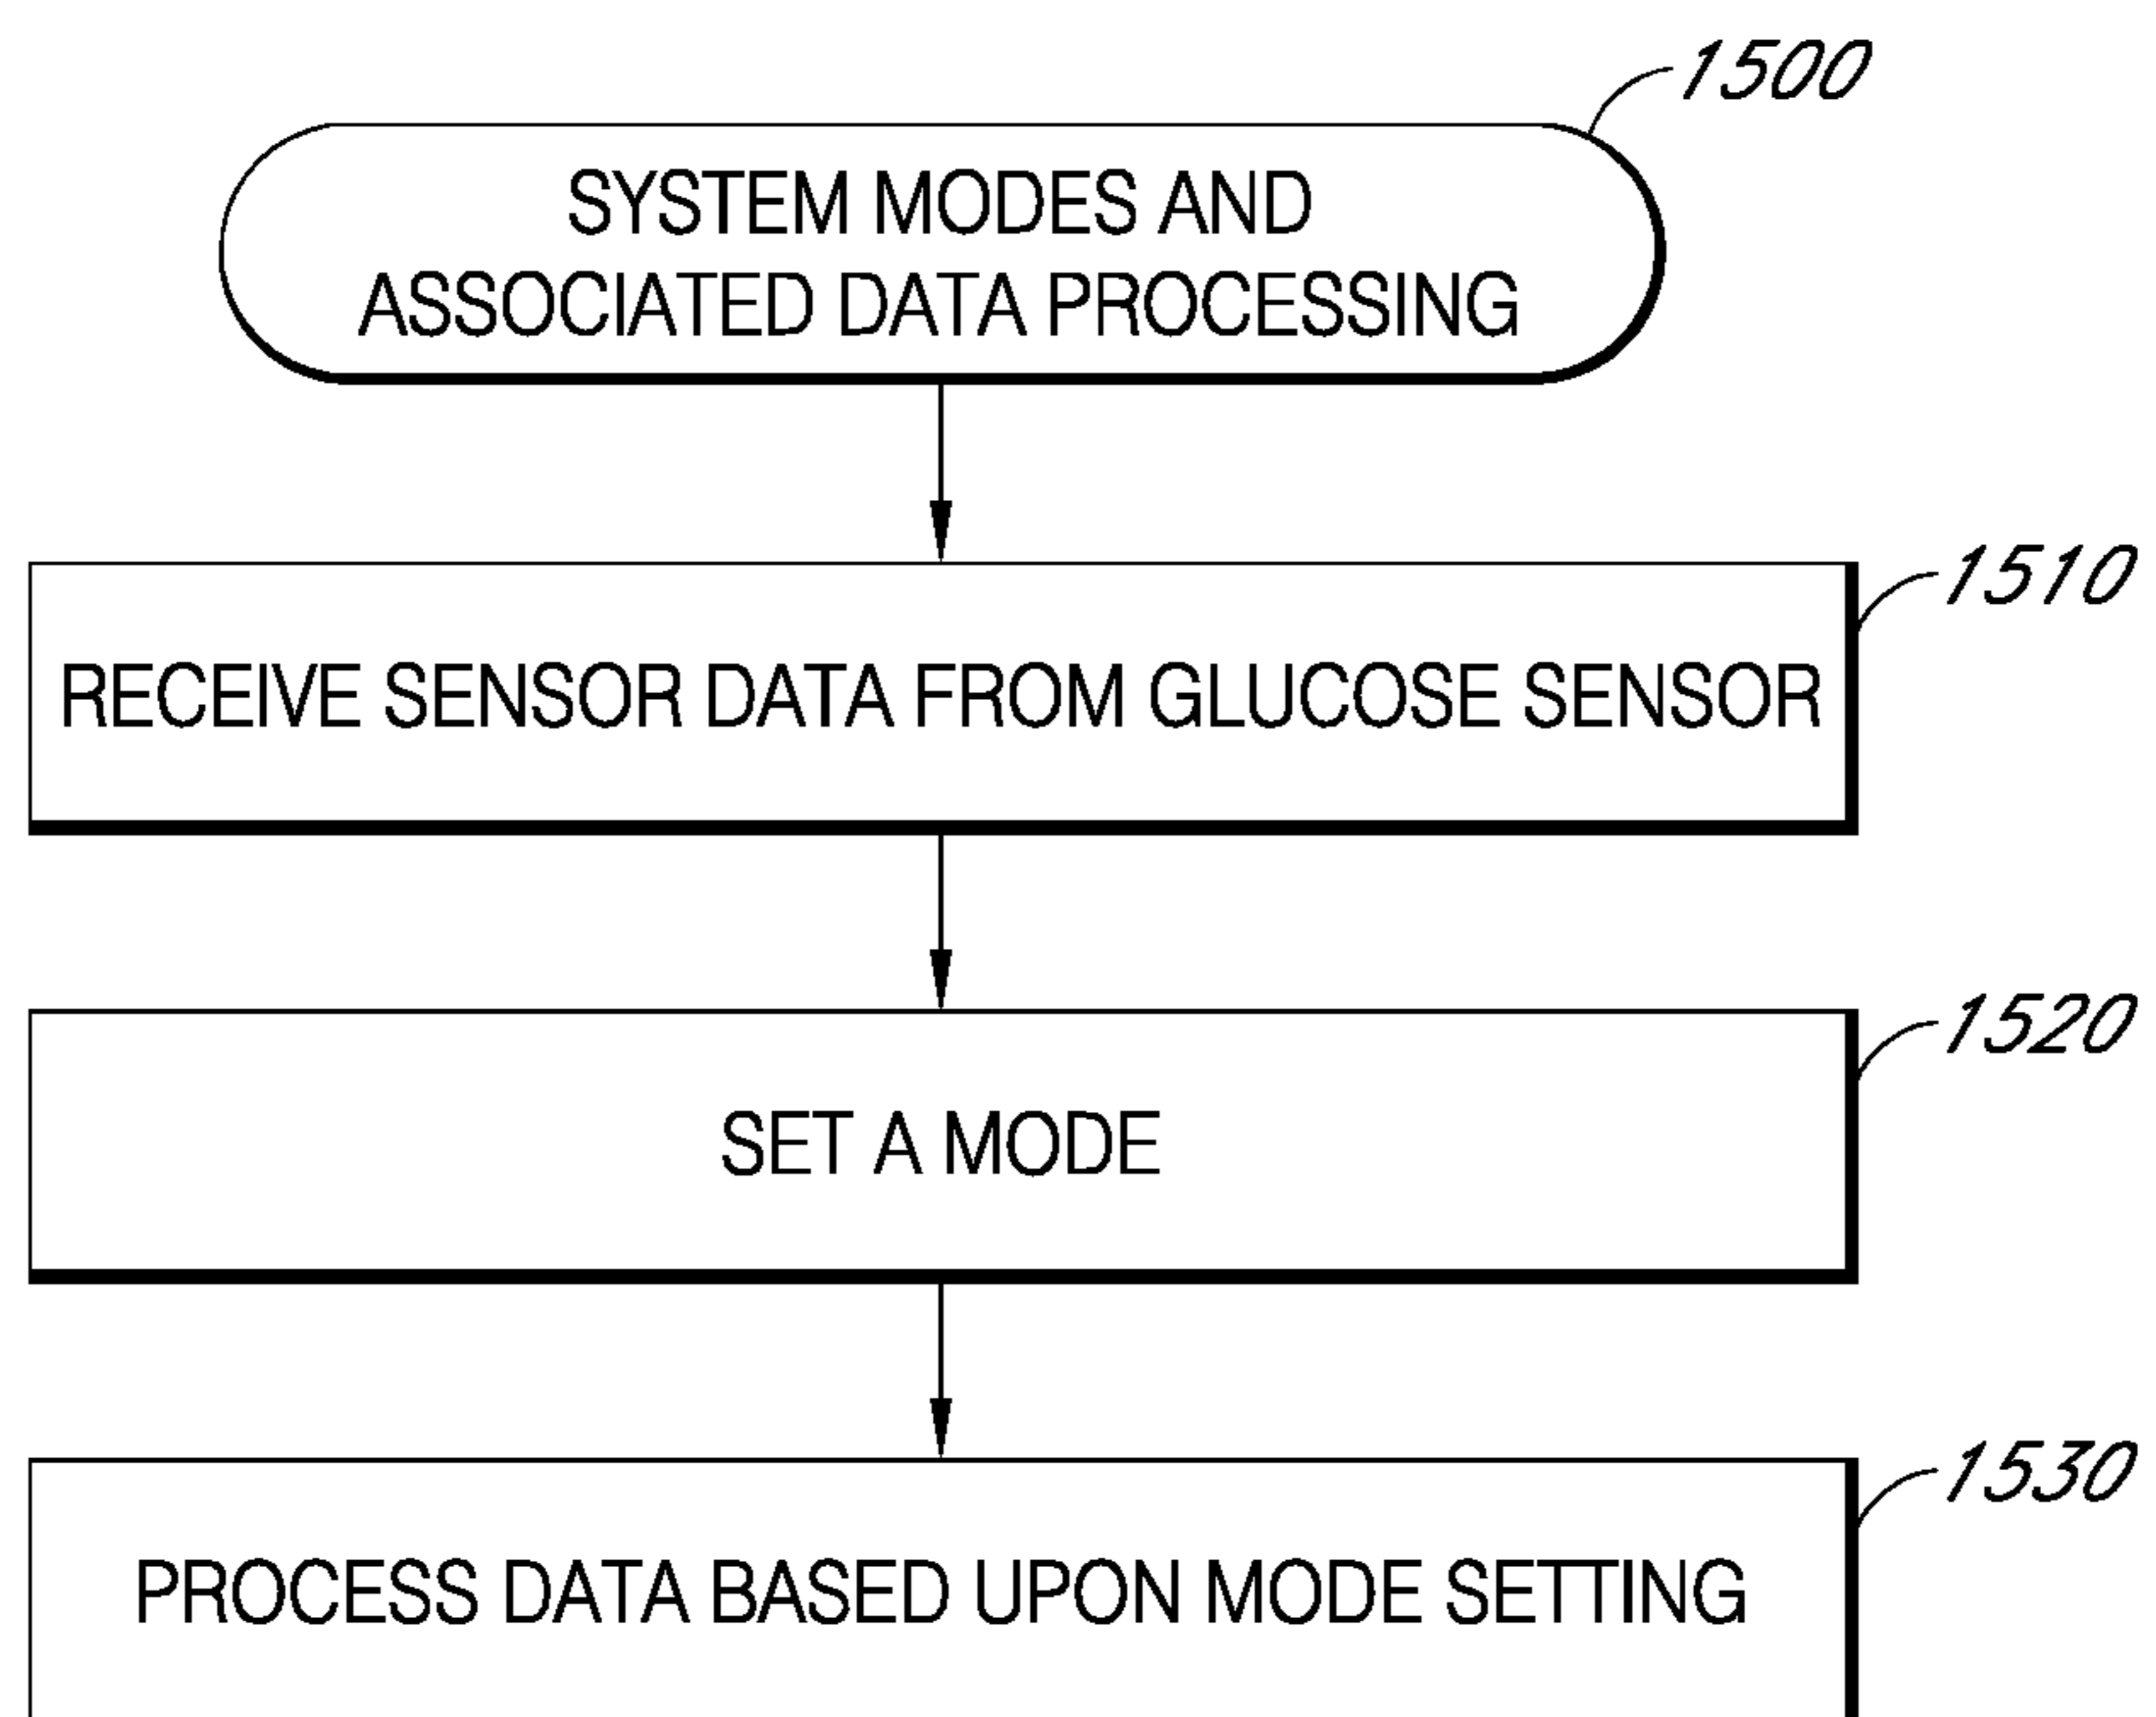 1500
SYSTEM MODES AND
ASSOCIATED DATA PROCESSING
1510
RECEIVE SENSOR DATA FROM GLUCOSE SENSOR
1520
SET A MODE
1530
PROCESS DATA BASED UPON MODE SETTING